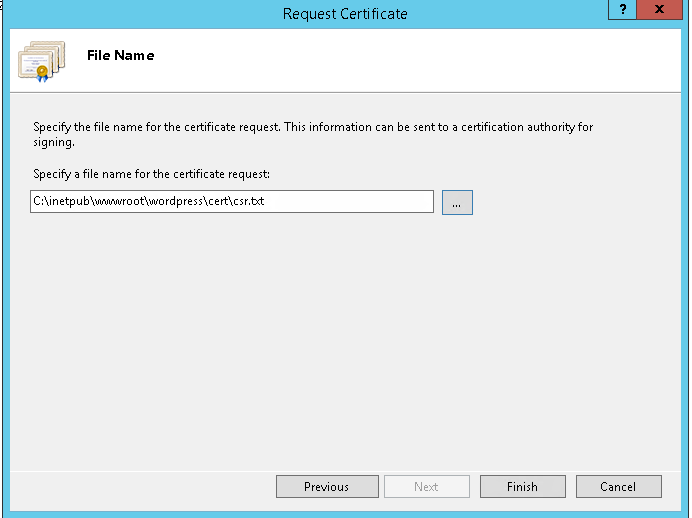 Request Certificate
?
X
File Name
Specify the file name for the certificate request. This information can be sent to a certification authority for
signing.
Specify a file name for the certificate request:
C:\inetpub\wwwroot\wordpress\cert\csr.txt
...
Previous
Next
Finish
Cancel